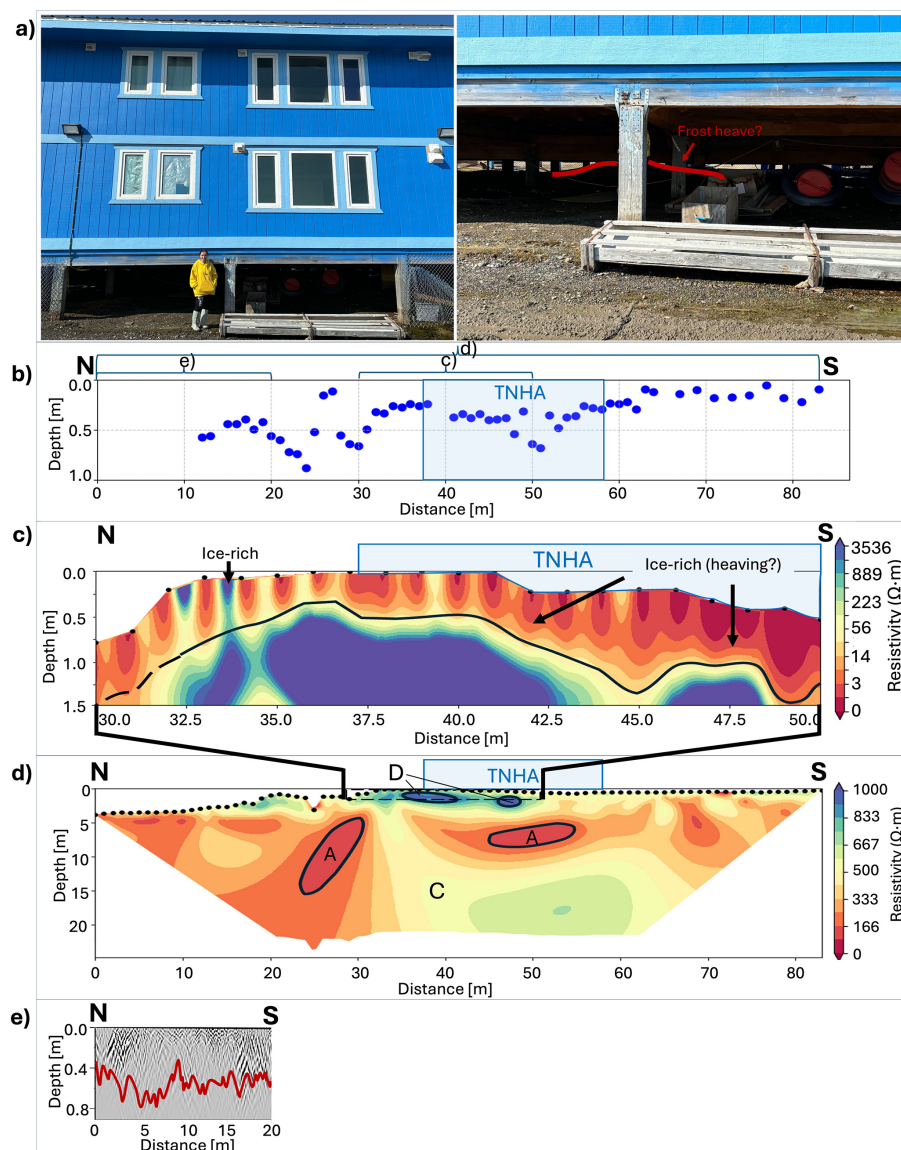 a)
Frost heave?
b)
N
e)
c)
d)
S
TNHA
Depth [m]
0.0
0.5
1.0
0 10 20 30 40 50 60 70 80
Distance [m]
c)
N
S
Ice-rich
TNHA
Ice-rich (heaving?)
Depth [m]
0.0
0.5
1.0
1.5
30.0 32.5 35.0 37.5 40.0 42.5 45.0 47.5 50.0
Distance [m]
3536
889
223
56
14
3
0
Resistivity (Ω·m)
d)
N
D
TNHA
S
Depth [m]
0
5
10
15
20
A
A
C
0 10 20 30 40 50 60 70 80
Distance [m]
1000
833
667
500
333
166
0
Resistivity (Ω·m)
e)
N
S
Depth [m]
0.0
0.4
0.8
0 5 10 15 20
Distance [m]